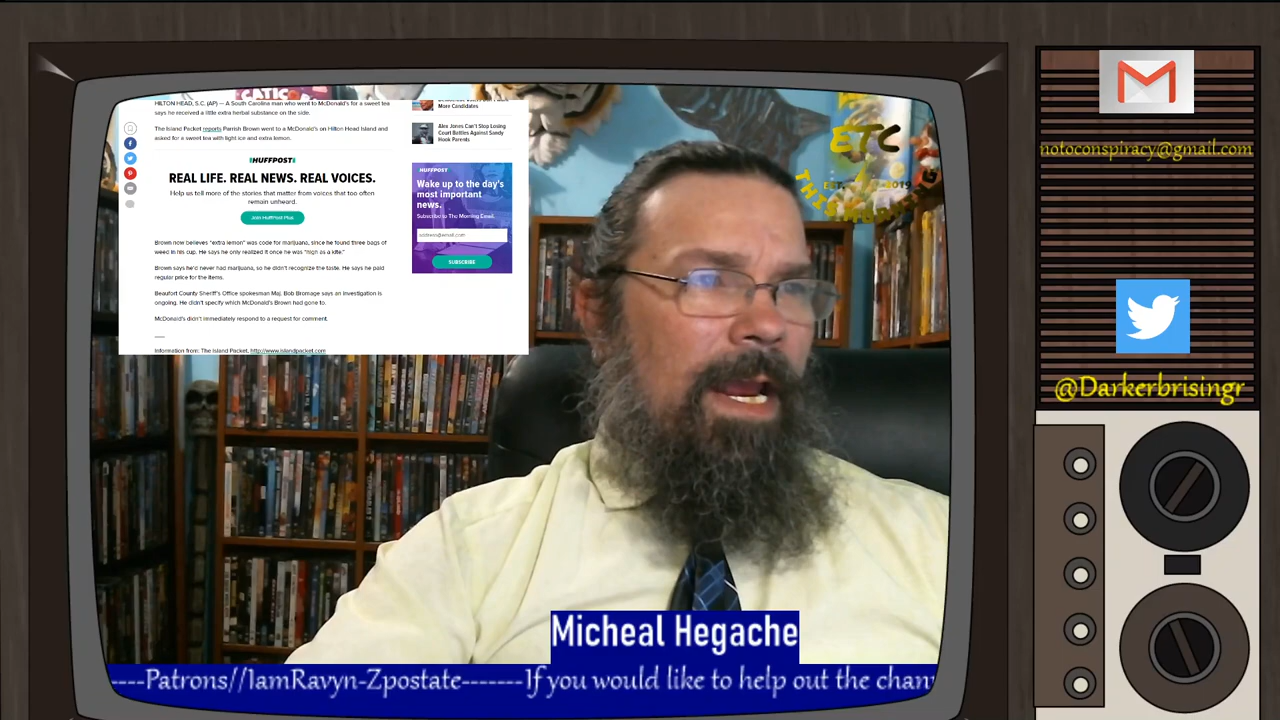 CATIC
HILTON HEAD, S.C. (AP) — A South Carolina man who went to McDonald's for a sweet tea
says he received a little extra herbal substance on the side.
The Island Packet reports Parrish Brown went to a McDonald's on Hilton Head Island and
asked for a sweet tea with light ice and extra lemon.
HUFFPOST
REAL LIFE. REAL NEWS. REAL VOICES.
Help us tell more of the stories that matter from voices that too often
remain unheard.
Join HuffPost Plus
Brown now believes "extra lemon" was code for marijuana, since he found three bags of
weed in his cup. He says he only realized it once he was "high as a kite."
Brown says he'd never had marijuana, so he didn't recognize the taste. He says he paid
regular price for the items.
Beaufort County Sheriff's Office spokesman Maj. Bob Bromage says an investigation is
ongoing. He didn't specify which McDonald's Brown had gone to.
McDonald's didn't immediately respond to a request for comment.
Information from: The Island Packet, http://www.islandpacket.com
More Candidates
Alex Jones Can't Stop Losing
Court Battles Against Sandy
Hook Parents
HUFFPOST
Wake up to the day's
most important
news.
Subscribe to The Morning Email.
address@email.com
SUBSCRIBE
ETC
notoconspiracy@gmail.com
@Darkerbrisingr
Micheal Hegache
----Patrons//IamRavyn-Zpostate-------If you would like to help out the chan